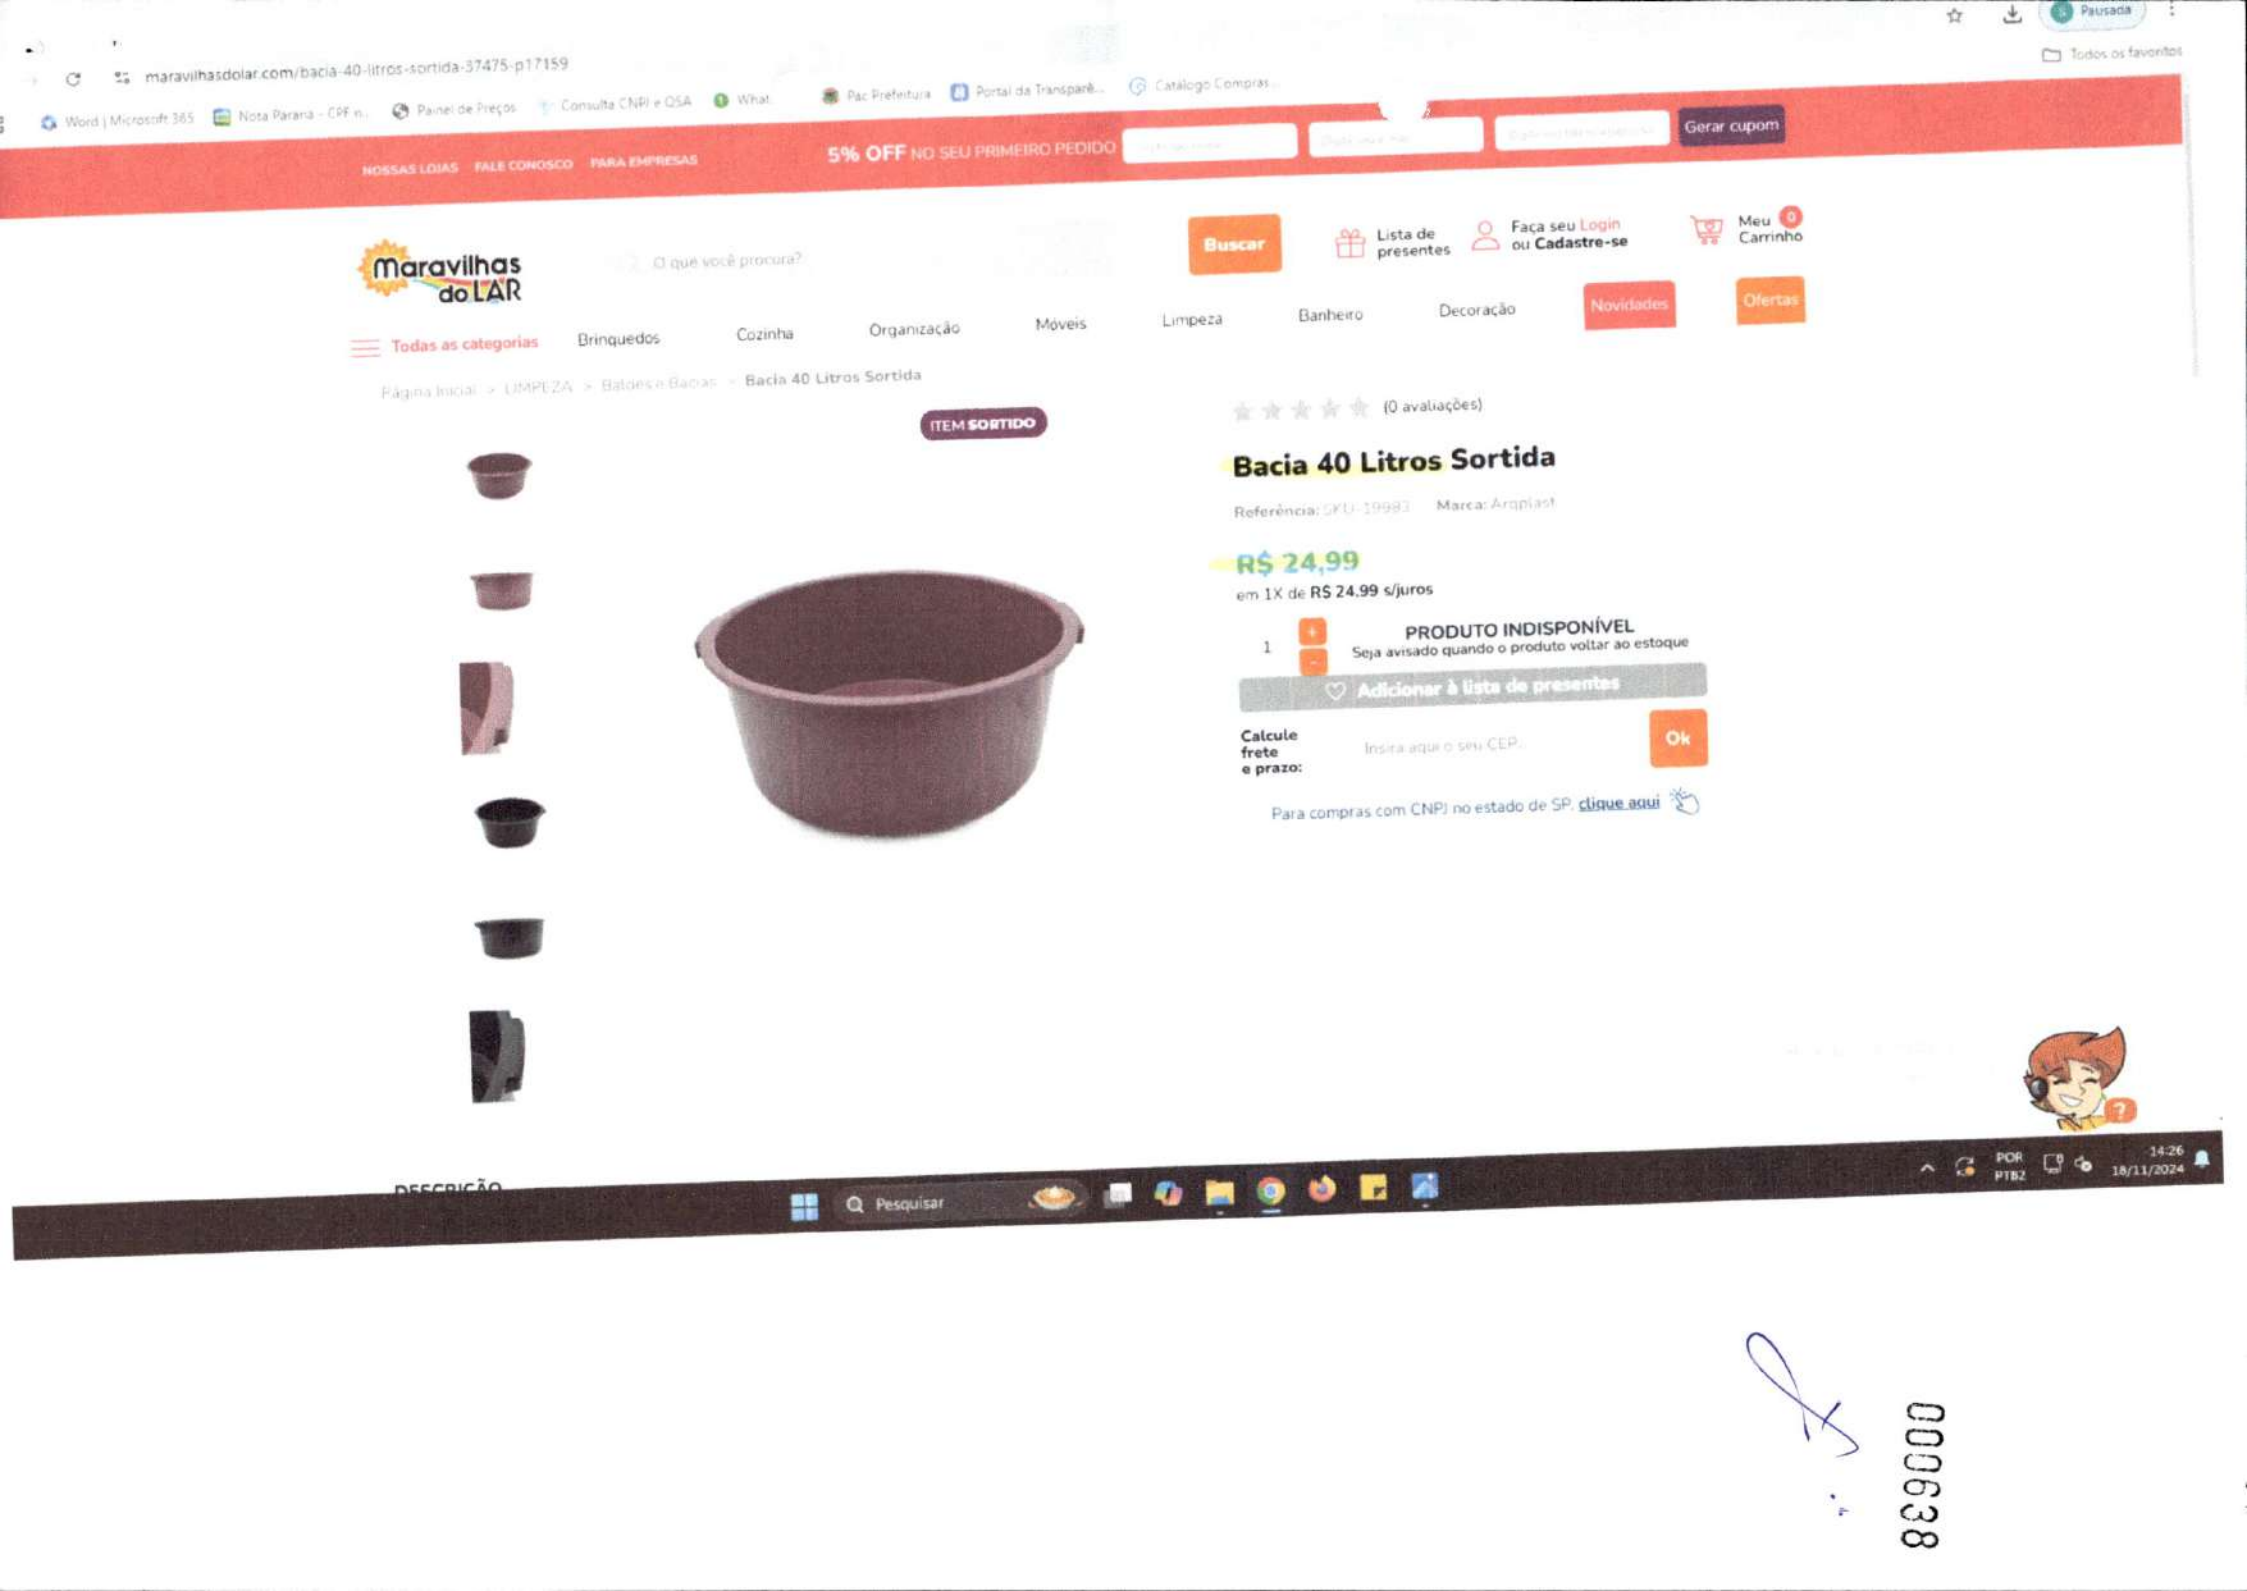 Pausada
maravilhasdolar.com/bacia-40-litros-sortida-37475-p17159
Todos os favoritos
Word | Microsoft 365 Nota Paraná - CPF n... Painel de Preços Consulta CNPJ e QSA What Pac Prefeitura Portal da Transparê... Catálogo Compras...
NOSSAS LOJAS FALE CONOSCO PARA EMPRESAS 5% OFF NO SEU PRIMEIRO PEDIDO Gerar cupom
Maravilhas
do LAR
O que você procura?
Buscar
Lista de
presentes
Faça seu Login
ou Cadastre-se
Meu 0
Carrinho
Todas as categorias Brinquedos Cozinha Organização Móveis Limpeza Banheiro Decoração Novidades Ofertas
Página Inicial > LIMPEZA > Baldes e Bacias > Bacia 40 Litros Sortida
ITEM SORTIDO
(0 avaliações)
Bacia 40 Litros Sortida
Referência: SKU-19983 Marca: Arqplast
R$ 24,99
em 1X de R$ 24,99 s/juros
1 + -
PRODUTO INDISPONÍVEL
Seja avisado quando o produto voltar ao estoque
Adicionar à lista de presentes
Calcule
frete
e prazo:
Insira aqui o seu CEP...
Ok
Para compras com CNPJ no estado de SP, clique aqui
?
DESCRIÇÃO
Pesquisar
POR
PTB2
14:26
18/11/2024
000638